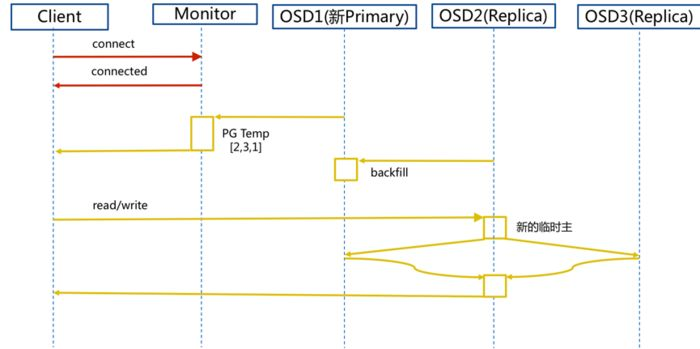 Client
Monitor
OSD1(新Primary)
OSD2(Replica)
OSD3(Replica)
connect
connected
PG Temp
[2,3,1]
backfill
read/write
新的临时主